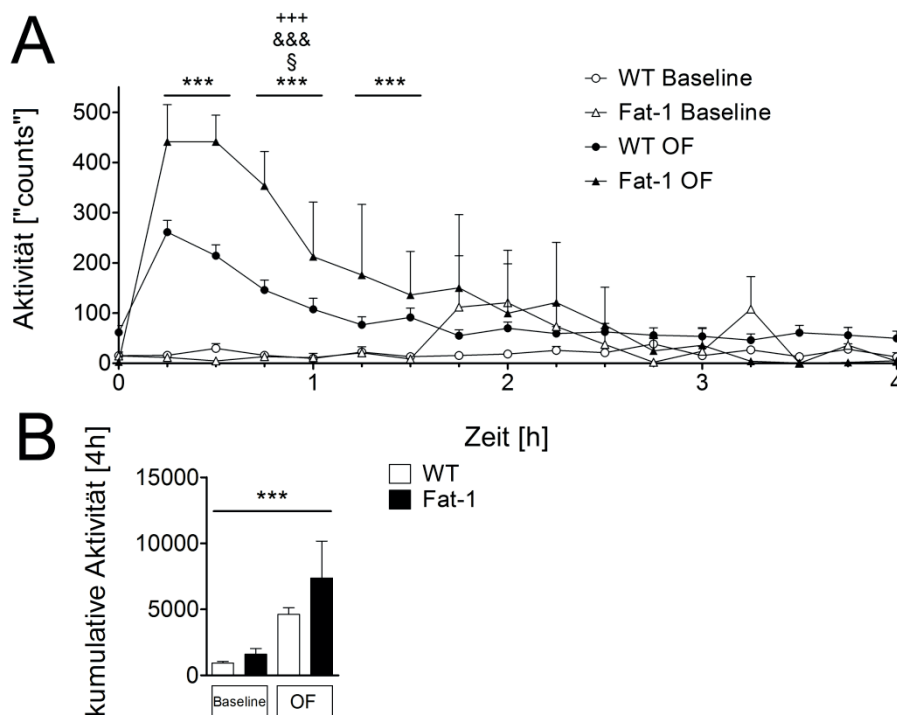 A
+++
&&&
§
*** *** ***
WT Baseline
Fat-1 Baseline
WT OF
Fat-1 OF
Aktivität ["counts"]
500
400
300
200
100
0
0 1 2 3 4
Zeit [h]
B
WT
Fat-1
kumulative Aktivität [4h]
15000
***
10000
5000
0
Baseline OF